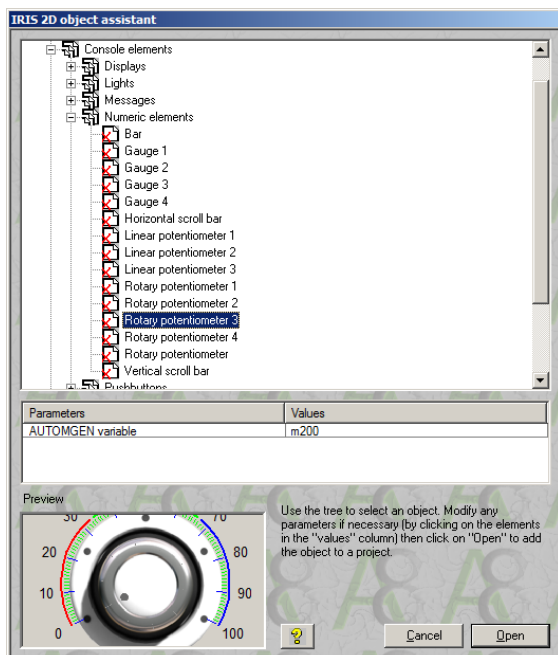 IRIS 2D object assistant
Console elements
Displays
Lights
Messages
Numeric elements
Bar
Gauge 1
Gauge 2
Gauge 3
Gauge 4
Horizontal scroll bar
Linear potentiometer 1
Linear potentiometer 2
Linear potentiometer 3
Rotary potentiometer 1
Rotary potentiometer 2
Rotary potentiometer 3
Rotary potentiometer 4
Rotary potentiometer
Vertical scroll bar
Pushbuttons
Parameters Values
AUTOMGEN variable m200
Preview
30 70
20 80
10 90
0 100
Use the tree to select an object. Modify any
parameters if necessary (by clicking on the elements
in the "values" column) then click on "Open" to add
the object to a project.
?
Cancel Open